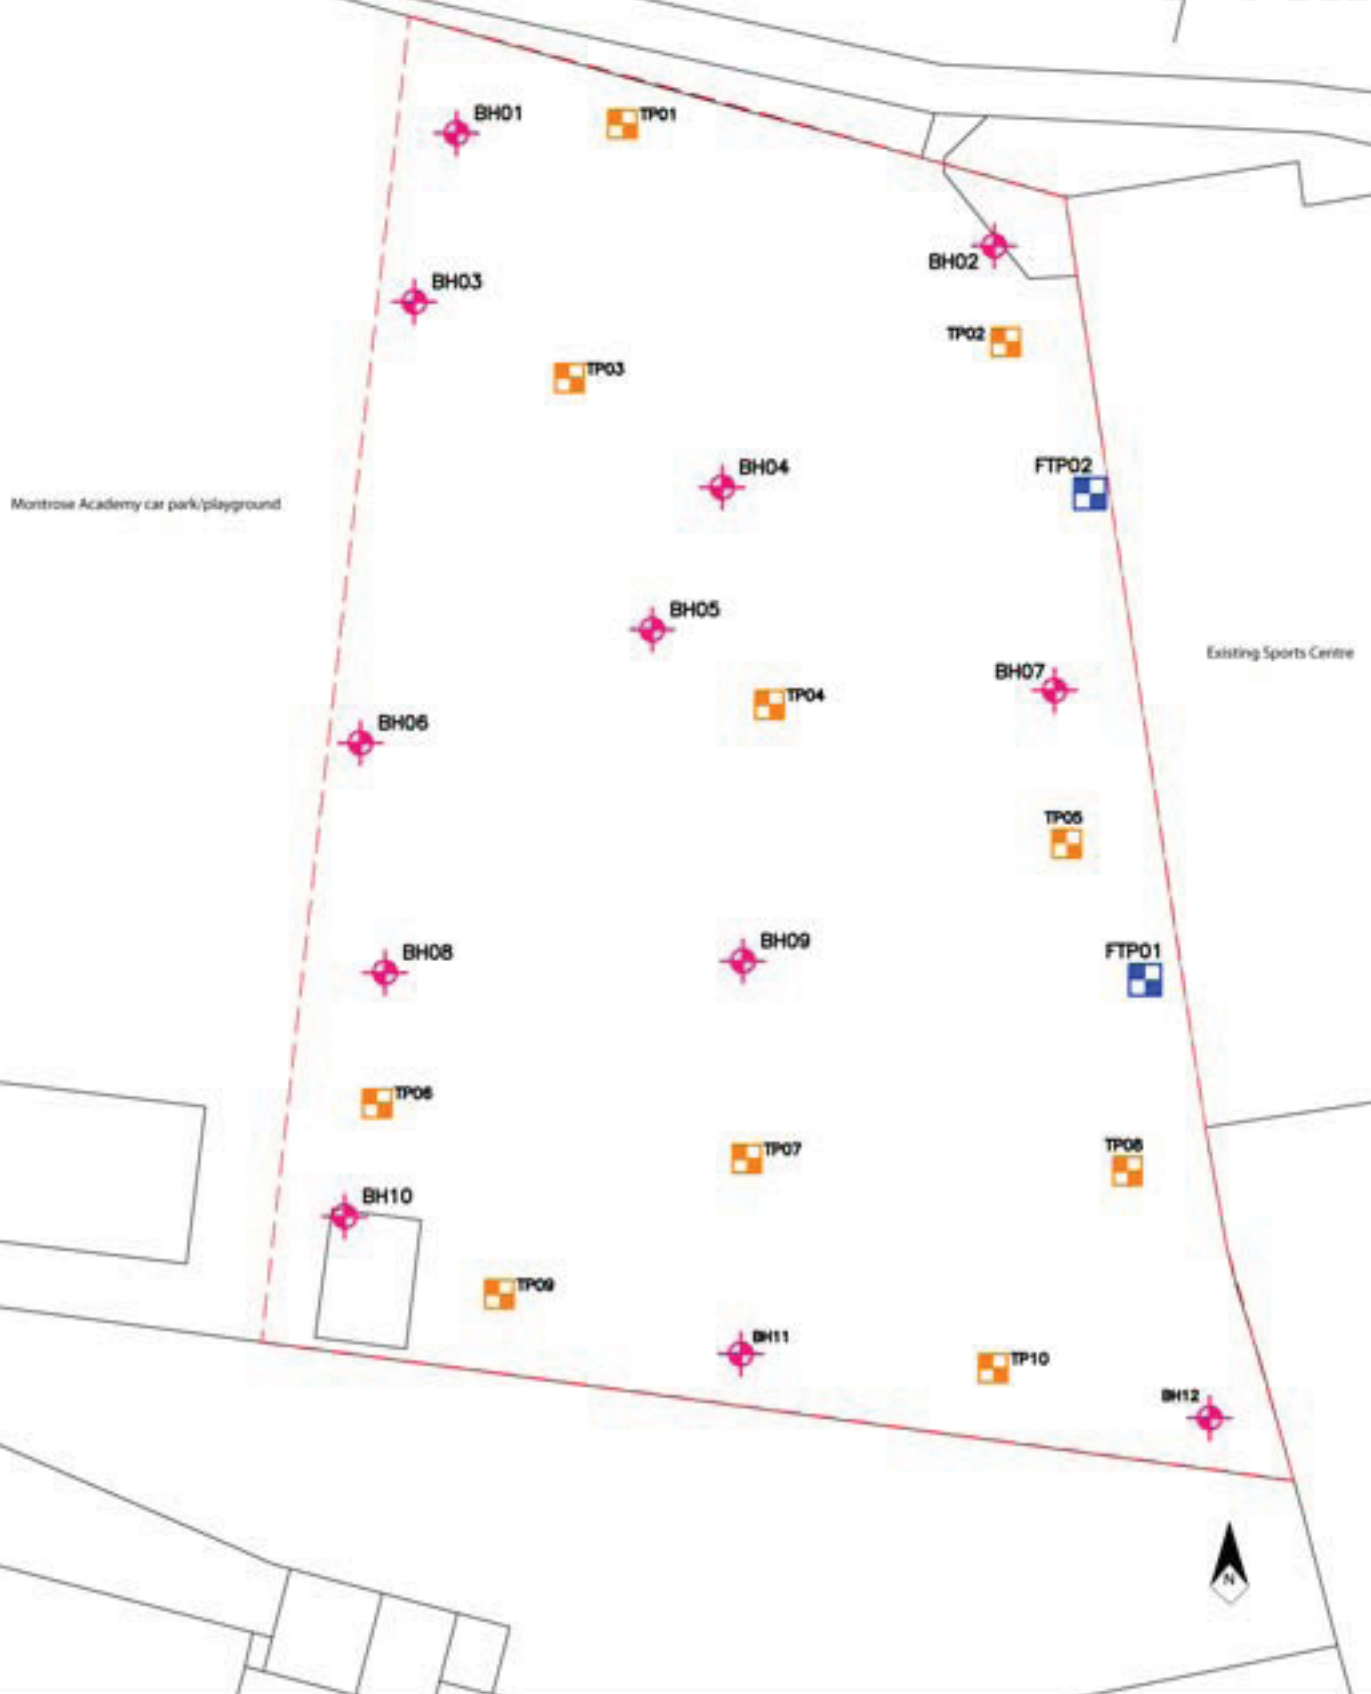 BH01
TP01
BH02
BH03
TP02
TP03
BH04
FTP02
Montrose Academy car park/playground
BH05
Existing Sports Centre
BH07
TP04
BH06
TP05
BH09
FTP01
BH08
TP06
TP07
TP08
BH10
TP09
BH11
TP10
BH12
N